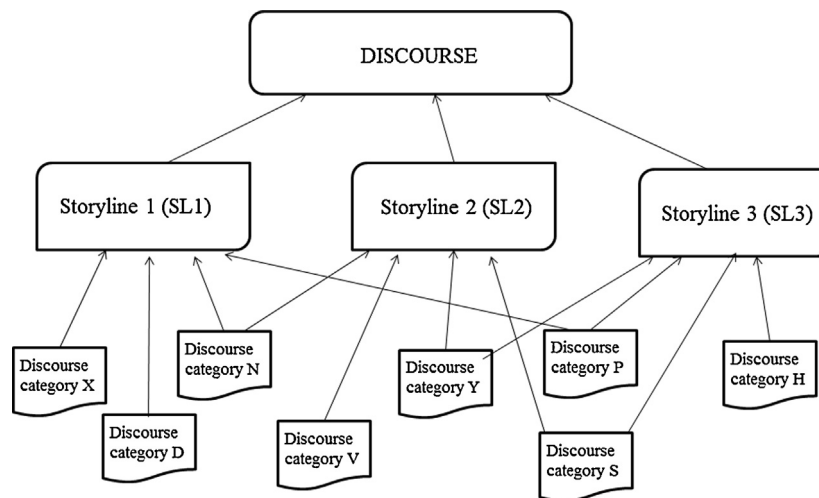 DISCOURSE
Storyline 1 (SL1)
Storyline 2 (SL2)
Storyline 3 (SL3)
Discourse
category X
Discourse
category N
Discourse
category Y
Discourse
category P
Discourse
category H
Discourse
category D
Discourse
category V
Discourse
category S